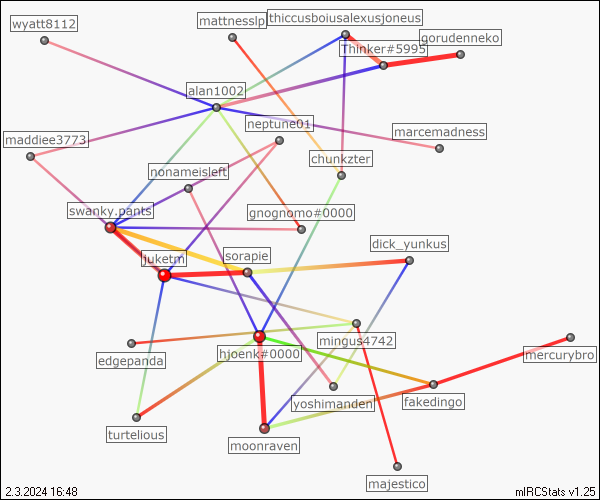 wyatt8112
mattnesslp
thiccusboiusalexusjoneus
Thinker#5995
gorudenneko
alan1002
neptune01
marcemadness
maddiee3773
chunkzter
nonameisleft
swanky.pants
gnognomo#0000
dick_yunkus
juketm
sorapie
mingus4742
edgepanda
hjoenk#0000
mercurybro
yoshimanden
fakedingo
turtelious
moonraven
majestico
2.3.2024 16:48
mIRCStats v1.25